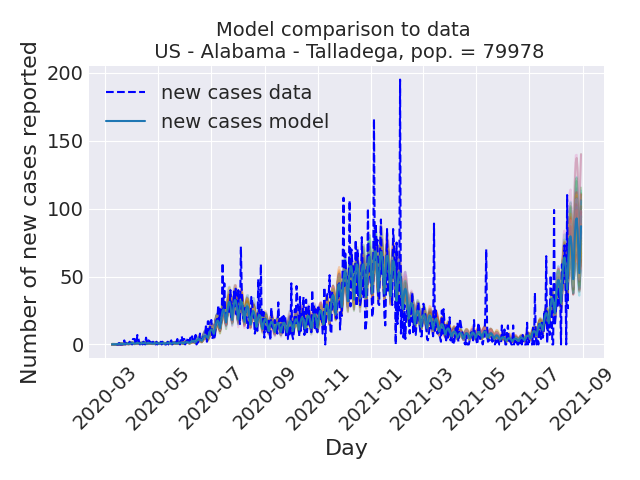 Model comparison to data
US - Alabama - Talladega, pop. = 79978
Number of new cases reported
200
150
100
50
0
new cases data
new cases model
2020-03
2020-05
2020-07
2020-09
2020-11
2021-01
2021-03
2021-05
2021-07
2021-09
Day